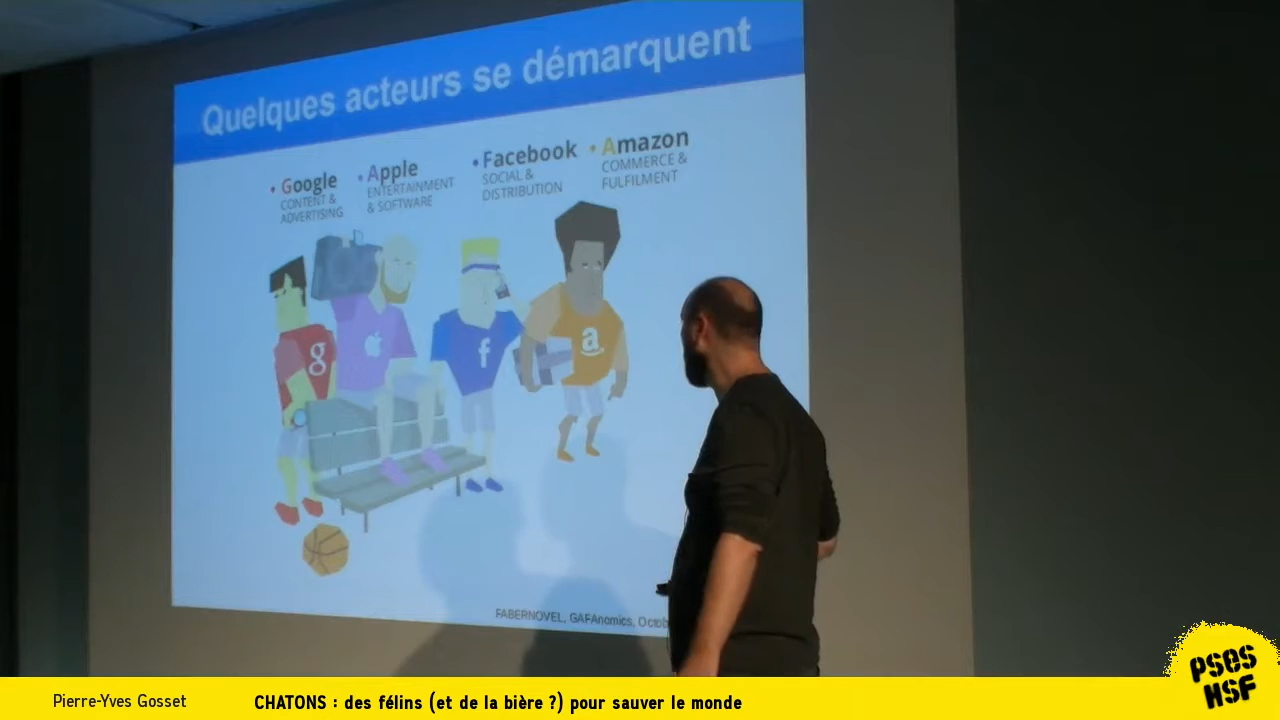 Quelques acteurs se démarquent
• Google
CONTENT &
ADVERTISING
• Apple
ENTERTAINMENT
& SOFTWARE
• Facebook
SOCIAL &
DISTRIBUTION
• Amazon
COMMERCE &
FULFILMENT
g
f
a
FABERNOVEL, GAFAnomics, Octob
Pierre-Yves Gosset
CHATONS : des félins (et de la bière ?) pour sauver le monde
PSES
HSF